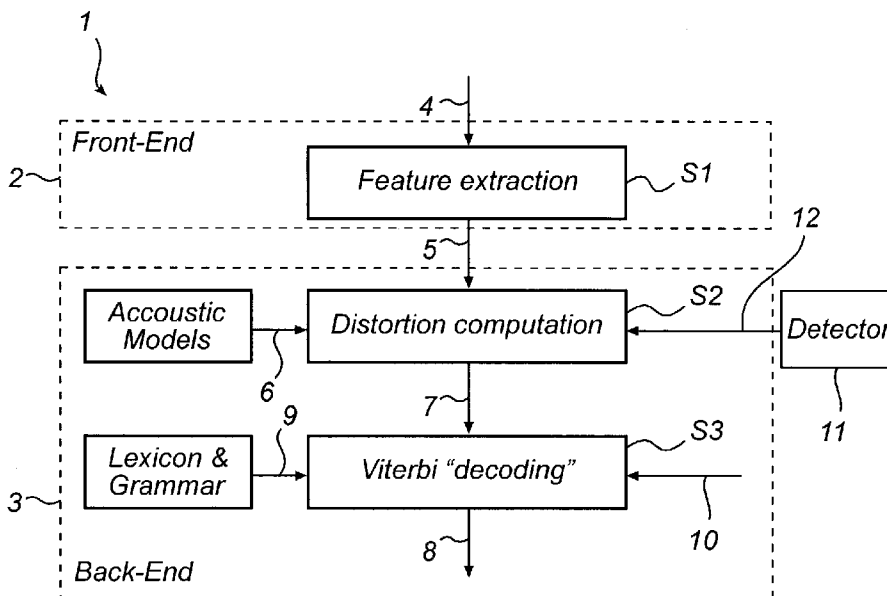 1
4
Front-End
2
Feature extraction
S1
5
12
Accoustic
Models
S2
Distortion computation
Detector
6
7
11
9
S3
Lexicon &
Grammar
Viterbi "decoding"
3
8
10
Back-End